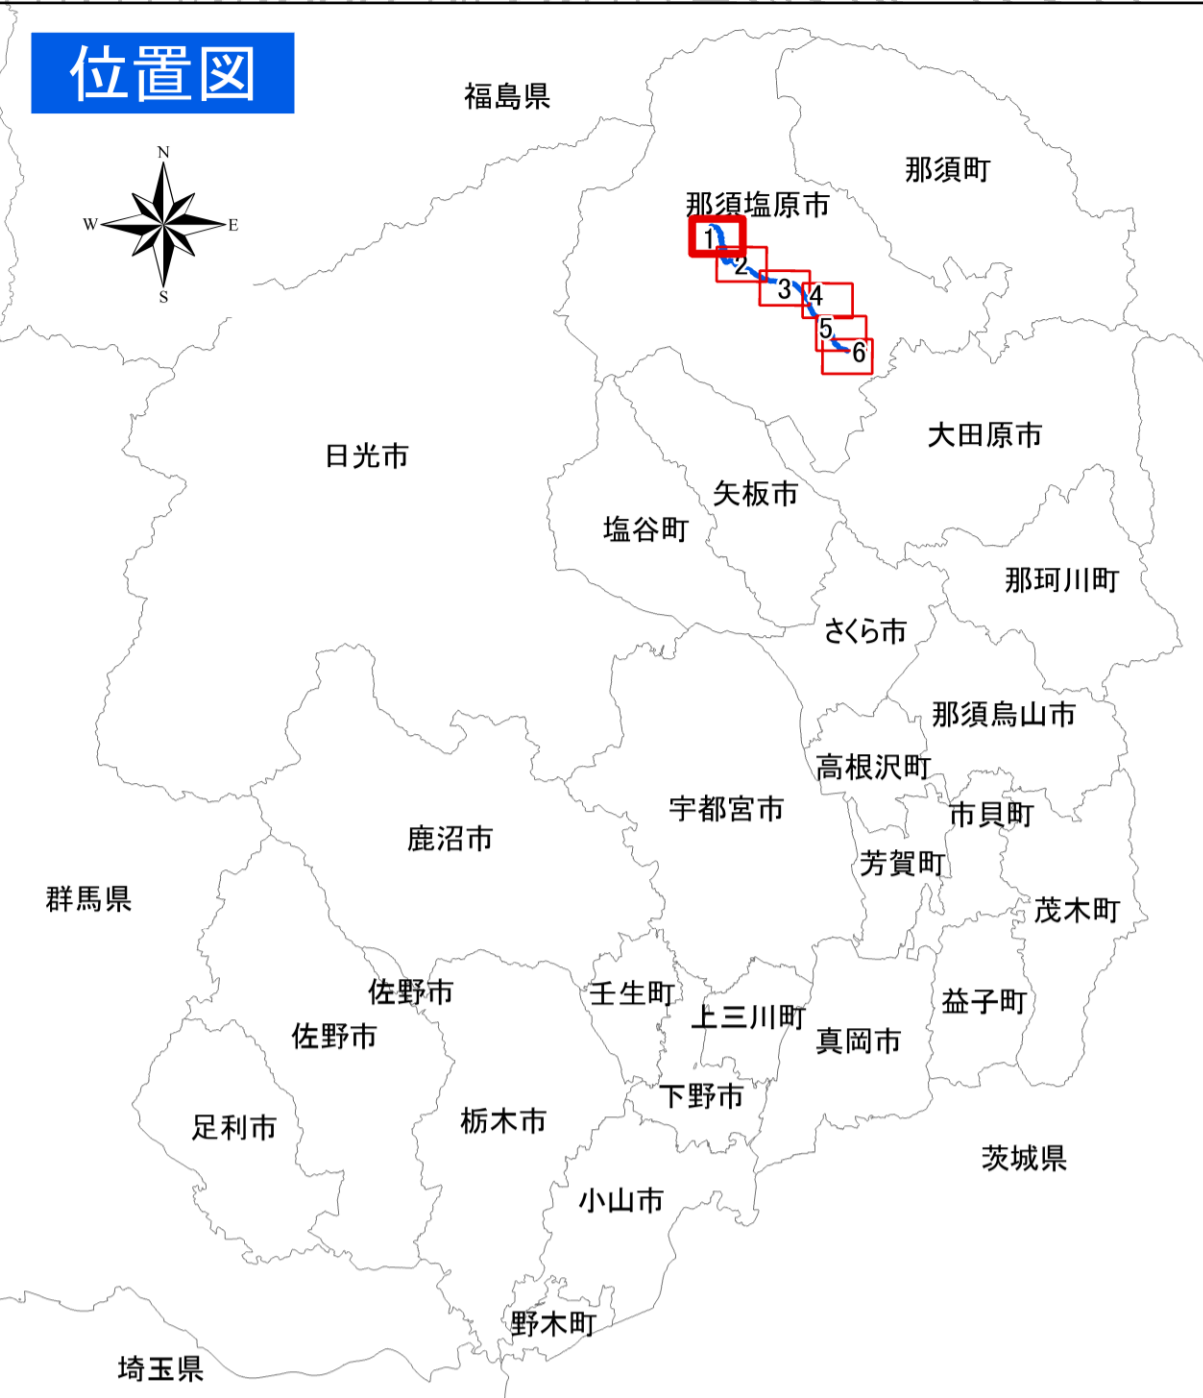 位置図
福島県
N
W
E
S
那須町
那須塩原市
1
2
3
4
5
6
大田原市
日光市
矢板市
塩谷町
那珂川町
さくら市
那須烏山市
高根沢町
宇都宮市
市貝町
鹿沼市
芳賀町
群馬県
茂木町
佐野市
壬生町
益子町
上三川町
佐野市
真岡市
下野市
栃木市
足利市
茨城県
小山市
野木町
埼玉県